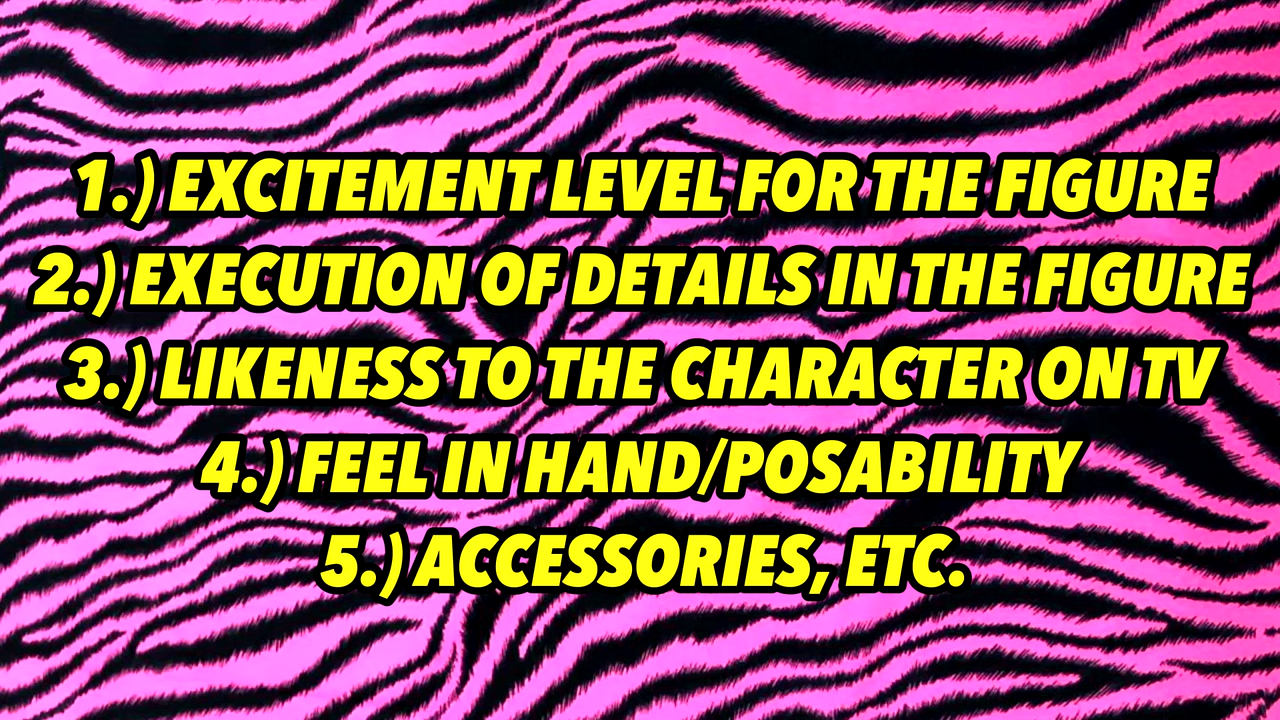 1.) EXCITEMENT LEVEL FOR THE FIGURE
2.) EXECUTION OF DETAILS IN THE FIGURE
3.) LIKENESS TO THE CHARACTER ON TV
4.) FEEL IN HAND/POSABILITY
5.) ACCESSORIES, ETC.